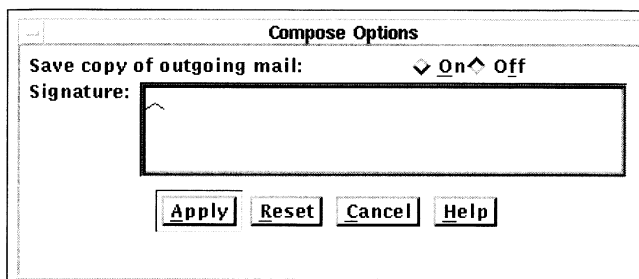 Compose Options
Save copy of outgoing mail: On Off
Signature:
Apply Reset Cancel Help